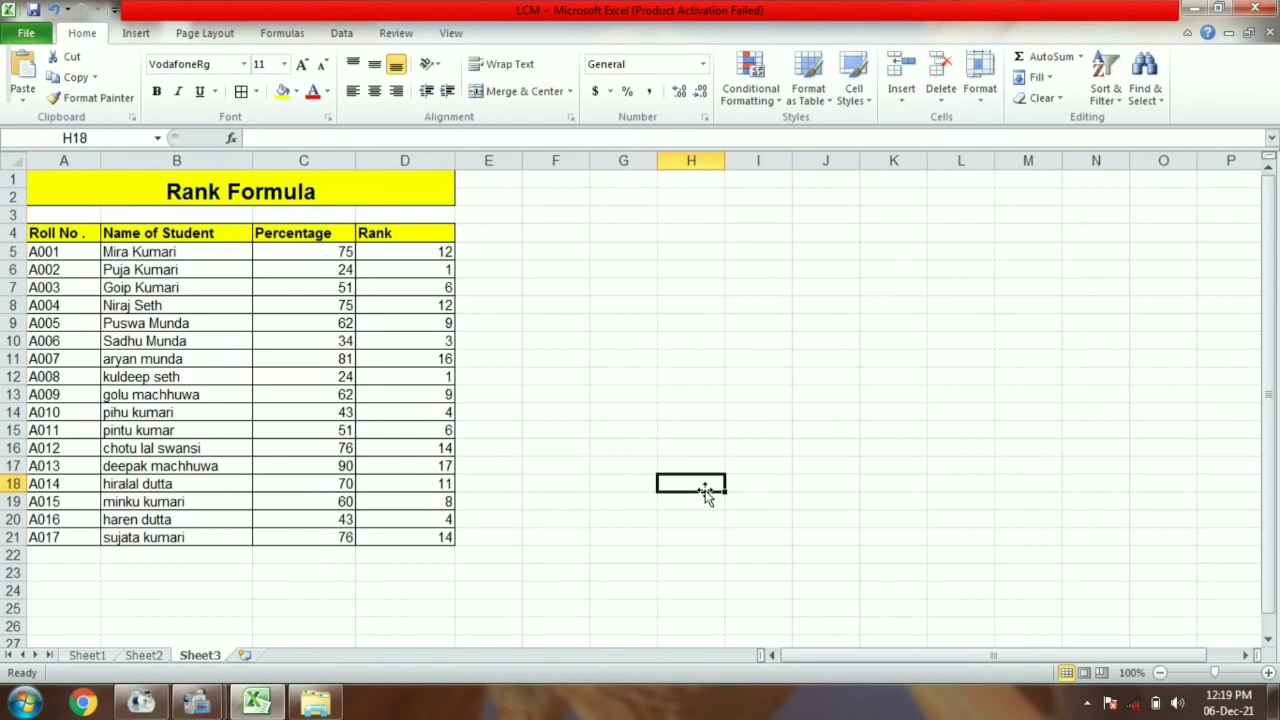 LCM - Microsoft Excel (Product Activation Failed)
File Home Insert Page Layout Formulas Data Review View
Cut
Copy
Format Painter
Paste
Clipboard
VodafoneRg 11
B I U
Font
Wrap Text
Merge & Center
Alignment
General
$ % ,
Number
Conditional Formatting
Format as Table
Cell Styles
Styles
Insert Delete Format
Cells
Σ AutoSum
Fill
Clear
Sort & Filter
Find & Select
Editing
H18 fx
A B C D E F G H I J K L M N O P
1 Rank Formula
2
3
4 Roll No . Name of Student Percentage Rank
5 A001 Mira Kumari 75 12
6 A002 Puja Kumari 24 1
7 A003 Goip Kumari 51 6
8 A004 Niraj Seth 75 12
9 A005 Puswa Munda 62 9
10 A006 Sadhu Munda 34 3
11 A007 aryan munda 81 16
12 A008 kuldeep seth 24 1
13 A009 golu machhuwa 62 9
14 A010 pihu kumari 43 4
15 A011 pintu kumar 51 6
16 A012 chotu lal swansi 76 14
17 A013 deepak machhuwa 90 17
18 A014 hiralal dutta 70 11
19 A015 minku kumari 60 8
20 A016 haren dutta 43 4
21 A017 sujata kumari 76 14
22
23
24
25
26
27
Sheet1 Sheet2 Sheet3
Ready 100%
12:19 PM
06-Dec-21